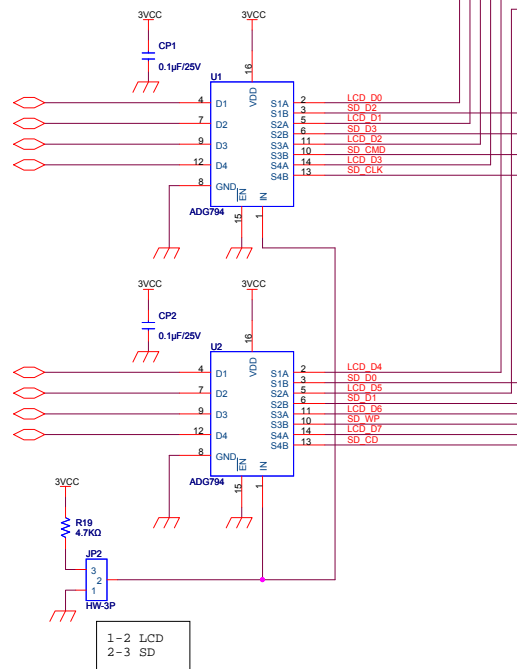 3VCC 3VCC
CP1
0.1µF/25V
U1
16
VDD
4 D1 S1A 2 LCD_D0
S1B 3 SD_D2
7 D2 S2A 5 LCD_D1
S2B 6 SD_D3
9 D3 S3A 11 LCD_D2
S3B 10 SD_CMD
12 D4 S4A 14 LCD_D3
S4B 13 SD_CLK
8 GND
EN IN
ADG794
15 1
3VCC 3VCC
CP2
0.1µF/25V
U2
16
VDD
4 D1 S1A 2 LCD_D4
S1B 3 SD_D0
7 D2 S2A 5 LCD_D5
S2B 6 SD_D1
9 D3 S3A 11 LCD_D6
S3B 10 SD_WP
12 D4 S4A 14 LCD_D7
S4B 13 SD_CD
8 GND
EN IN
ADG794
15 1
3VCC
R19
4.7KΩ
JP2
3
2
1
HW-3P
1-2 LCD
2-3 SD